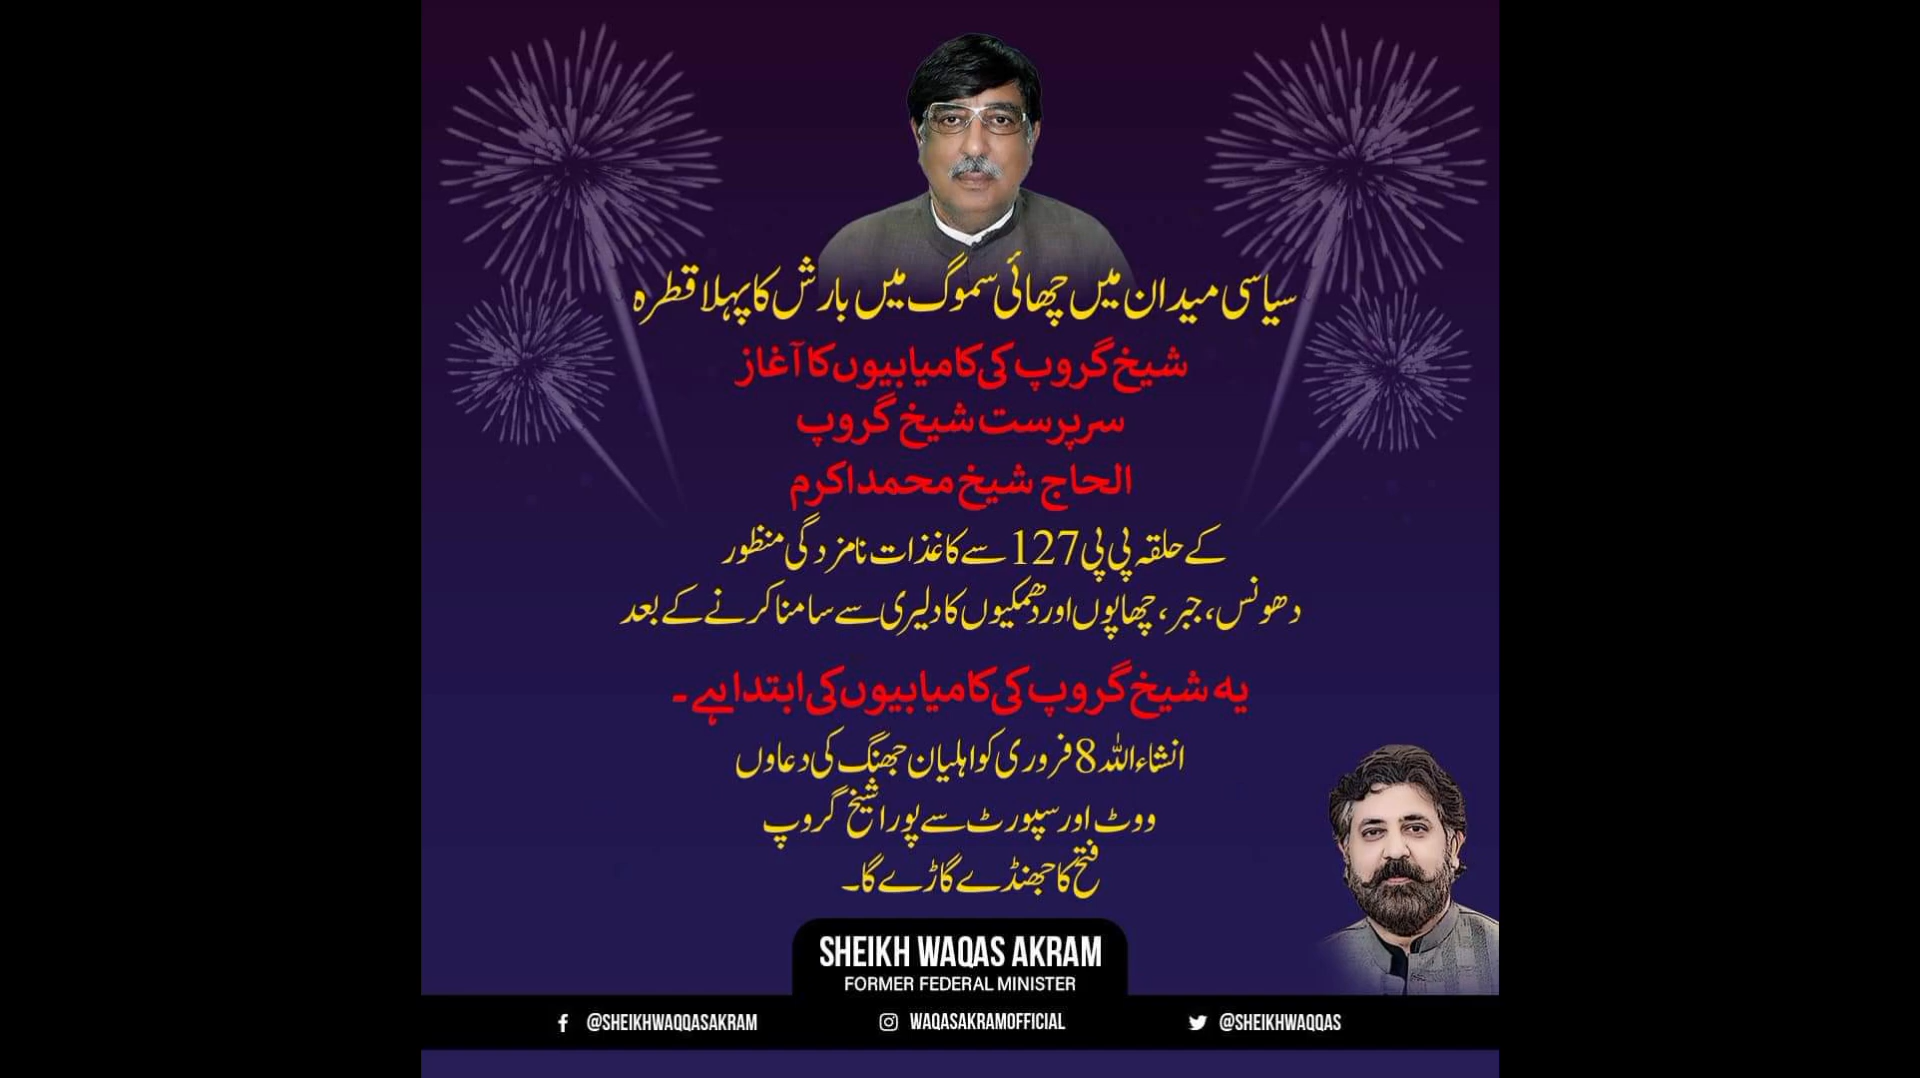 سیاسی میدان میں چھائی سموگ میں بارش کا پہلا قطرہ
شیخ گروپ کی کامیابیوں کا آغاز
سرپرست شیخ گروپ
الحاج شیخ محمد اکرم
کے حلقہ پی پی 127 سے کاغذات نامزدگی منظور
دھونس، جبر، چھاپوں اور دھمکیوں کا دلیری سے سامنا کرنے کے بعد
یہ شیخ گروپ کی کامیابیوں کی ابتدا ہے۔
انشاءاللہ 8 فروری کو اہلیان جھنگ کی دعاوں
ووٹ اور سپورٹ سے پورا شیخ گروپ
فتح کا جھنڈے گاڑے گا۔
SHEIKH WAQAS AKRAM
FORMER FEDERAL MINISTER
@SHEIKHWAQQASAKRAM WAQASAKRAMOFFICIAL @SHEIKHWAQQAS